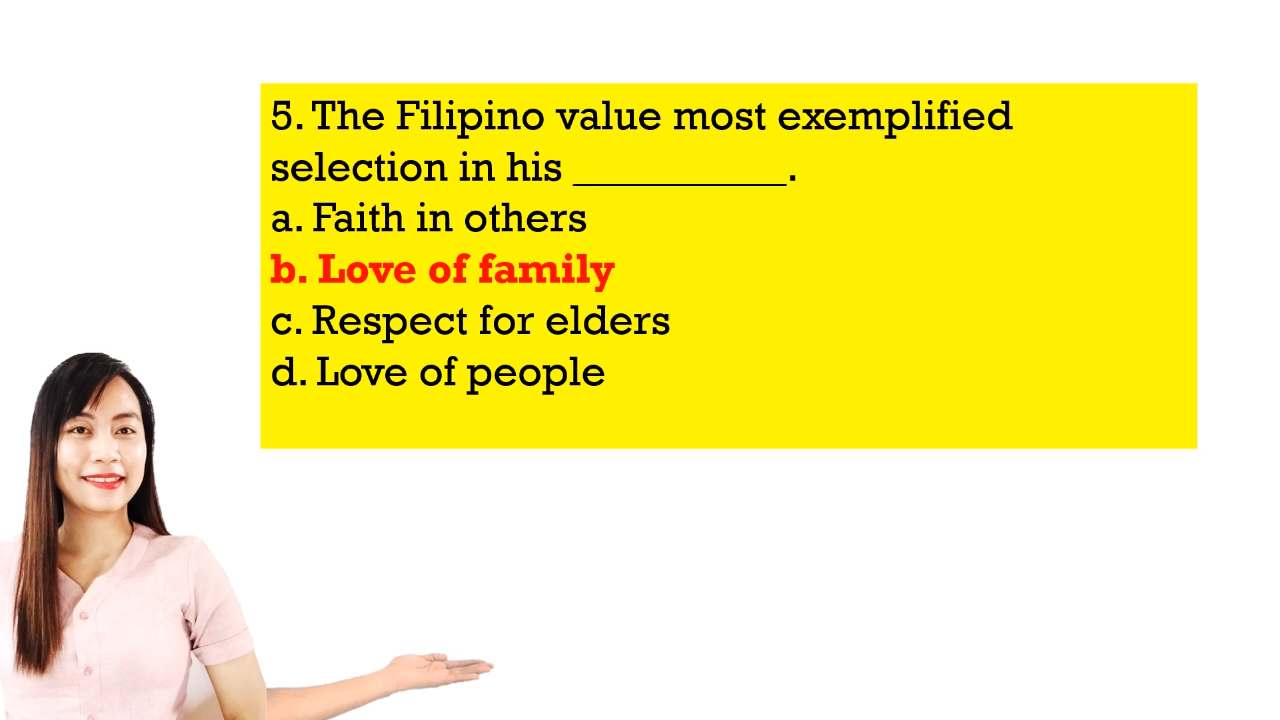 5. The Filipino value most exemplified
selection in his __________.
a. Faith in others
b. Love of family
c. Respect for elders
d. Love of people